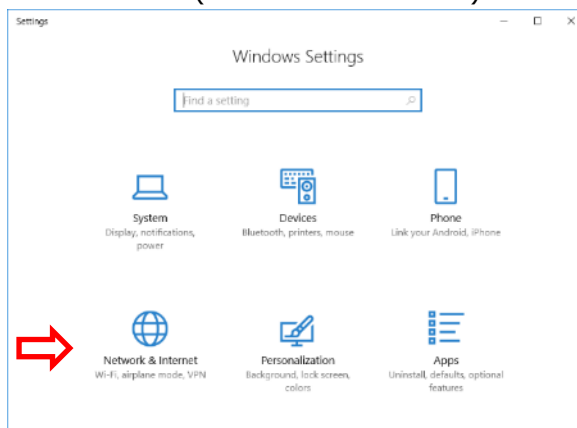 Settings
Windows Settings
Find a setting
System
Display, notifications,
power
Devices
Bluetooth, printers, mouse
Phone
Link your Android, iPhone
Network & Internet
Wi-Fi, airplane mode, VPN
Personalization
Background, lock screen,
colors
Apps
Uninstall, defaults, optional
features